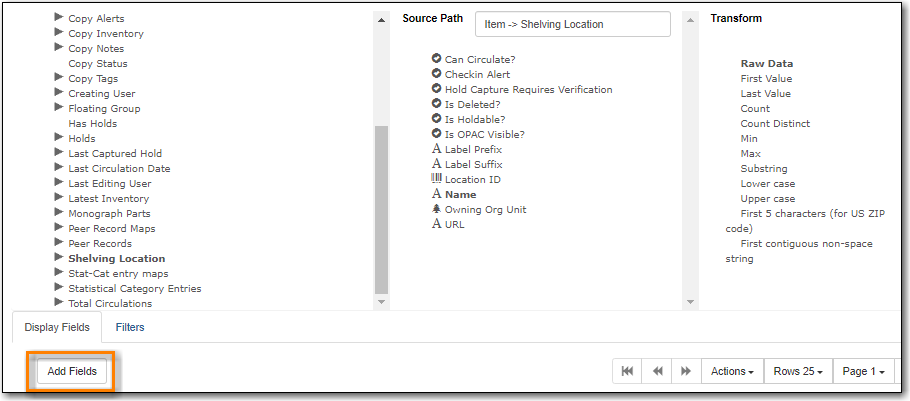 Copy Alerts
Copy Inventory
Copy Notes
Copy Status
Copy Tags
Creating User
Floating Group
Has Holds
Holds
Last Captured Hold
Last Circulation Date
Last Editing User
Latest Inventory
Monograph Parts
Peer Record Maps
Peer Records
Shelving Location
Stat-Cat entry maps
Statistical Category Entries
Total Circulations
Source Path Item -> Shelving Location
Can Circulate?
Checkin Alert
Hold Capture Requires Verification
Is Deleted?
Is Holdable?
Is OPAC Visible?
Label Prefix
Label Suffix
Location ID
Name
Owning Org Unit
URL
Transform
Raw Data
First Value
Last Value
Count
Count Distinct
Min
Max
Substring
Lower case
Upper case
First 5 characters (for US ZIP
code)
First contiguous non-space
string
Display Fields Filters
Add Fields Actions Rows 25 Page 1